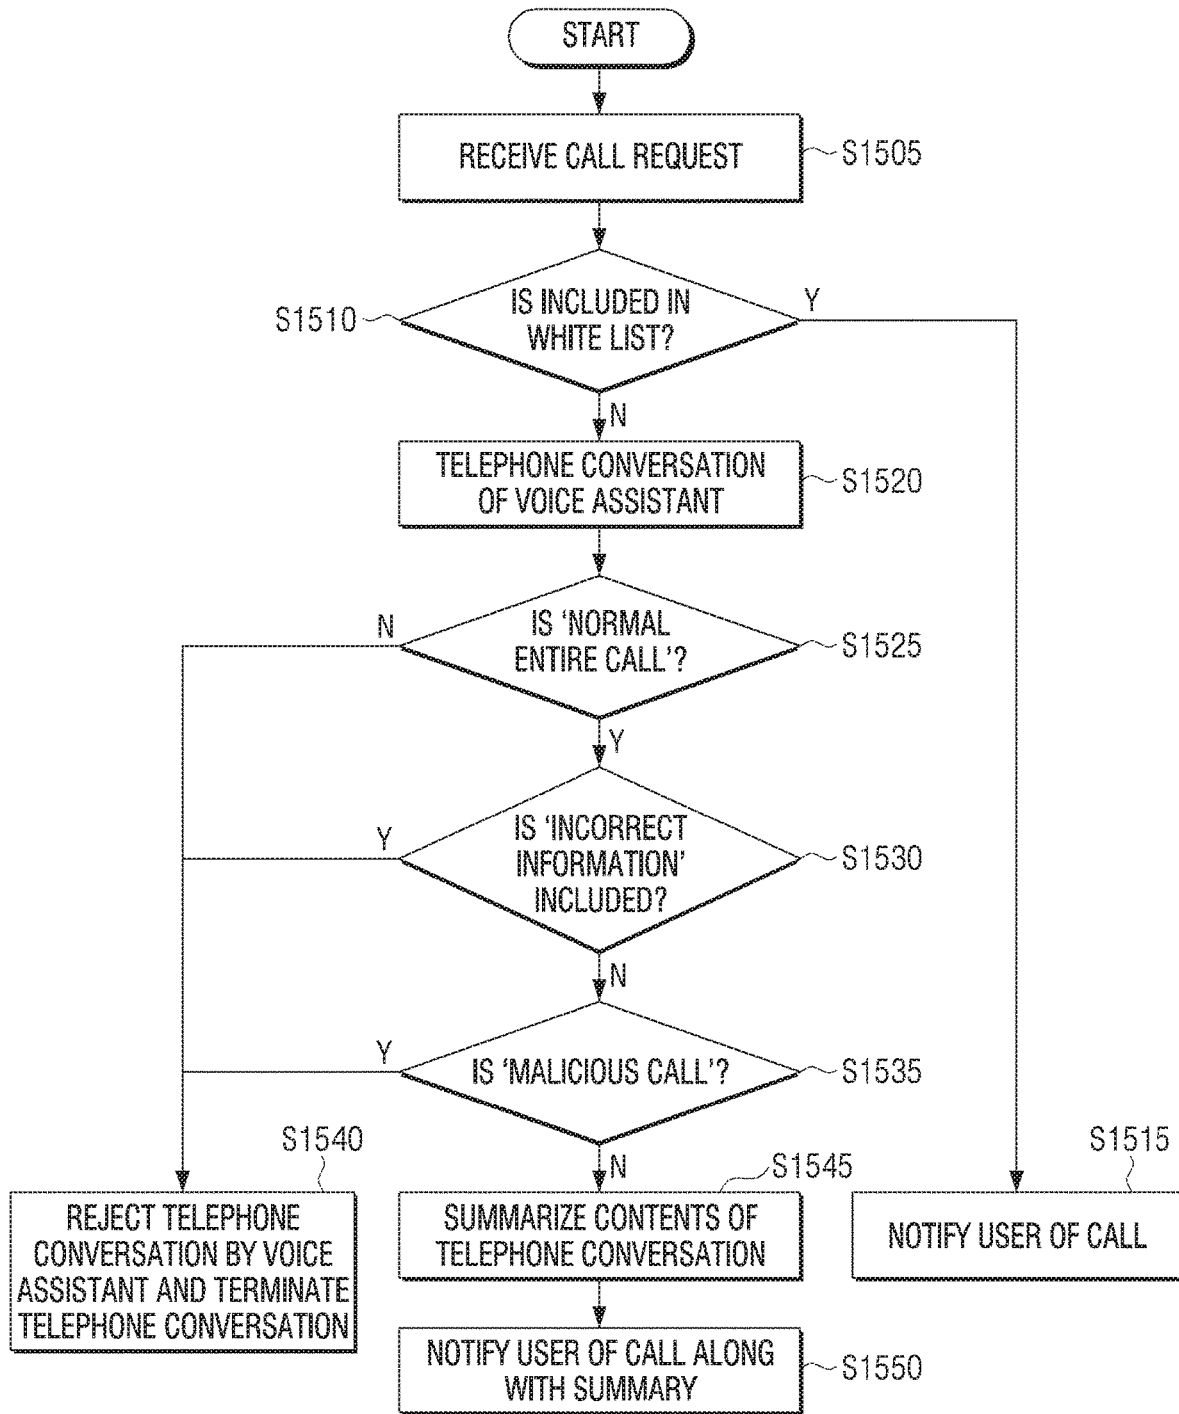 START
RECEIVE CALL REQUEST
S1505
IS INCLUDED IN
WHITE LIST?
S1510
Y
N
TELEPHONE CONVERSATION
OF VOICE ASSISTANT
S1520
IS 'NORMAL
ENTIRE CALL'?
S1525
N
Y
IS 'INCORRECT
INFORMATION'
INCLUDED?
S1530
Y
N
IS 'MALICIOUS CALL'?
S1535
Y
N
S1540
REJECT TELEPHONE
CONVERSATION BY VOICE
ASSISTANT AND TERMINATE
TELEPHONE CONVERSATION
S1545
SUMMARIZE CONTENTS OF
TELEPHONE CONVERSATION
S1515
NOTIFY USER OF CALL
NOTIFY USER OF CALL ALONG
WITH SUMMARY
S1550